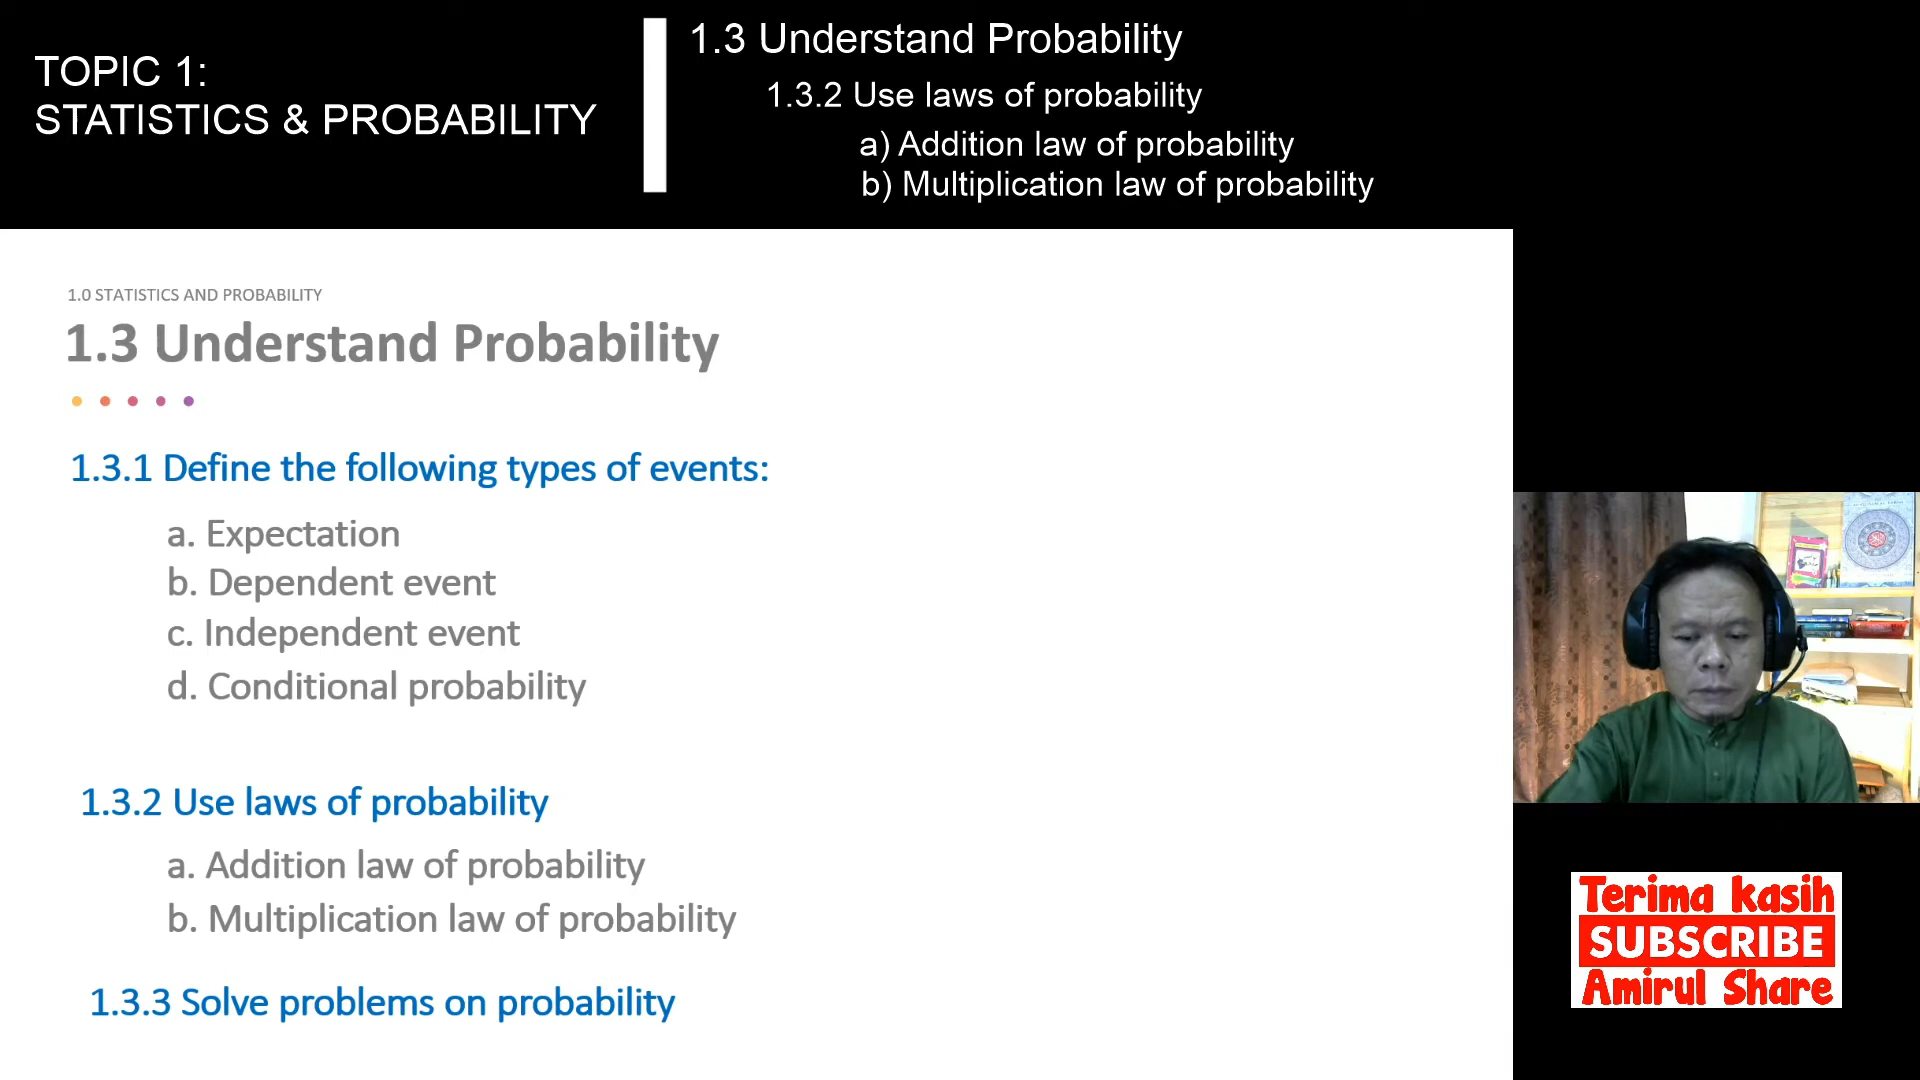 TOPIC 1:
STATISTICS & PROBABILITY
1.3 Understand Probability
1.3.2 Use laws of probability
a) Addition law of probability
b) Multiplication law of probability
1.0 STATISTICS AND PROBABILITY
1.3 Understand Probability
1.3.1 Define the following types of events:
a. Expectation
b. Dependent event
c. Independent event
d. Conditional probability
1.3.2 Use laws of probability
a. Addition law of probability
b. Multiplication law of probability
1.3.3 Solve problems on probability
Terima kasih
SUBSCRIBE
Amirul Share